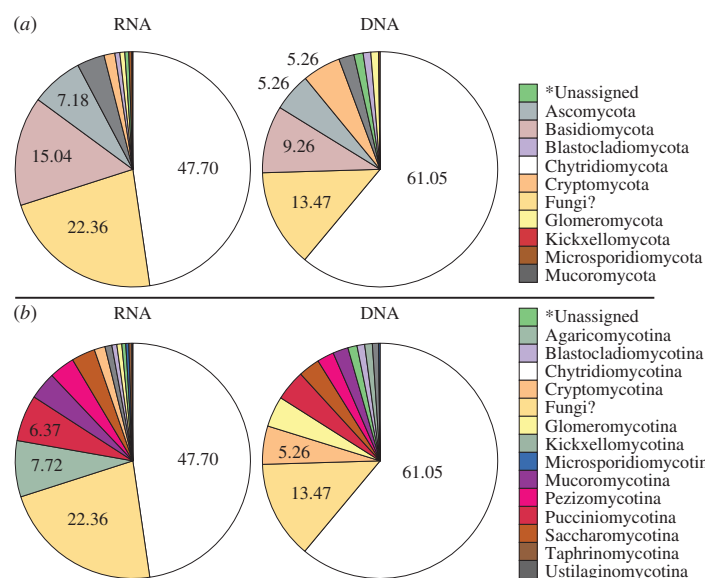 (a)
RNA
DNA
5.26
5.26
7.18
15.04
9.26
47.70
61.05
22.36
13.47
*Unassigned
Ascomycota
Basidiomycota
Blastocladiomycota
Chytridiomycota
Cryptomycota
Fungi?
Glomeromycota
Kickxellomycota
Microsporidiomycota
Mucoromycota
(b)
RNA
DNA
6.37
7.72
5.26
47.70
61.05
22.36
13.47
*Unassigned
Agaricomycotina
Blastocladiomycotina
Chytridiomycotina
Cryptomycotina
Fungi?
Glomeromycotina
Kickxellomycotina
Microsporidiomycotin
Mucoromycotina
Pezizomycotina
Pucciniomycotina
Saccharomycotina
Taphrinomycotina
Ustilaginomycotina